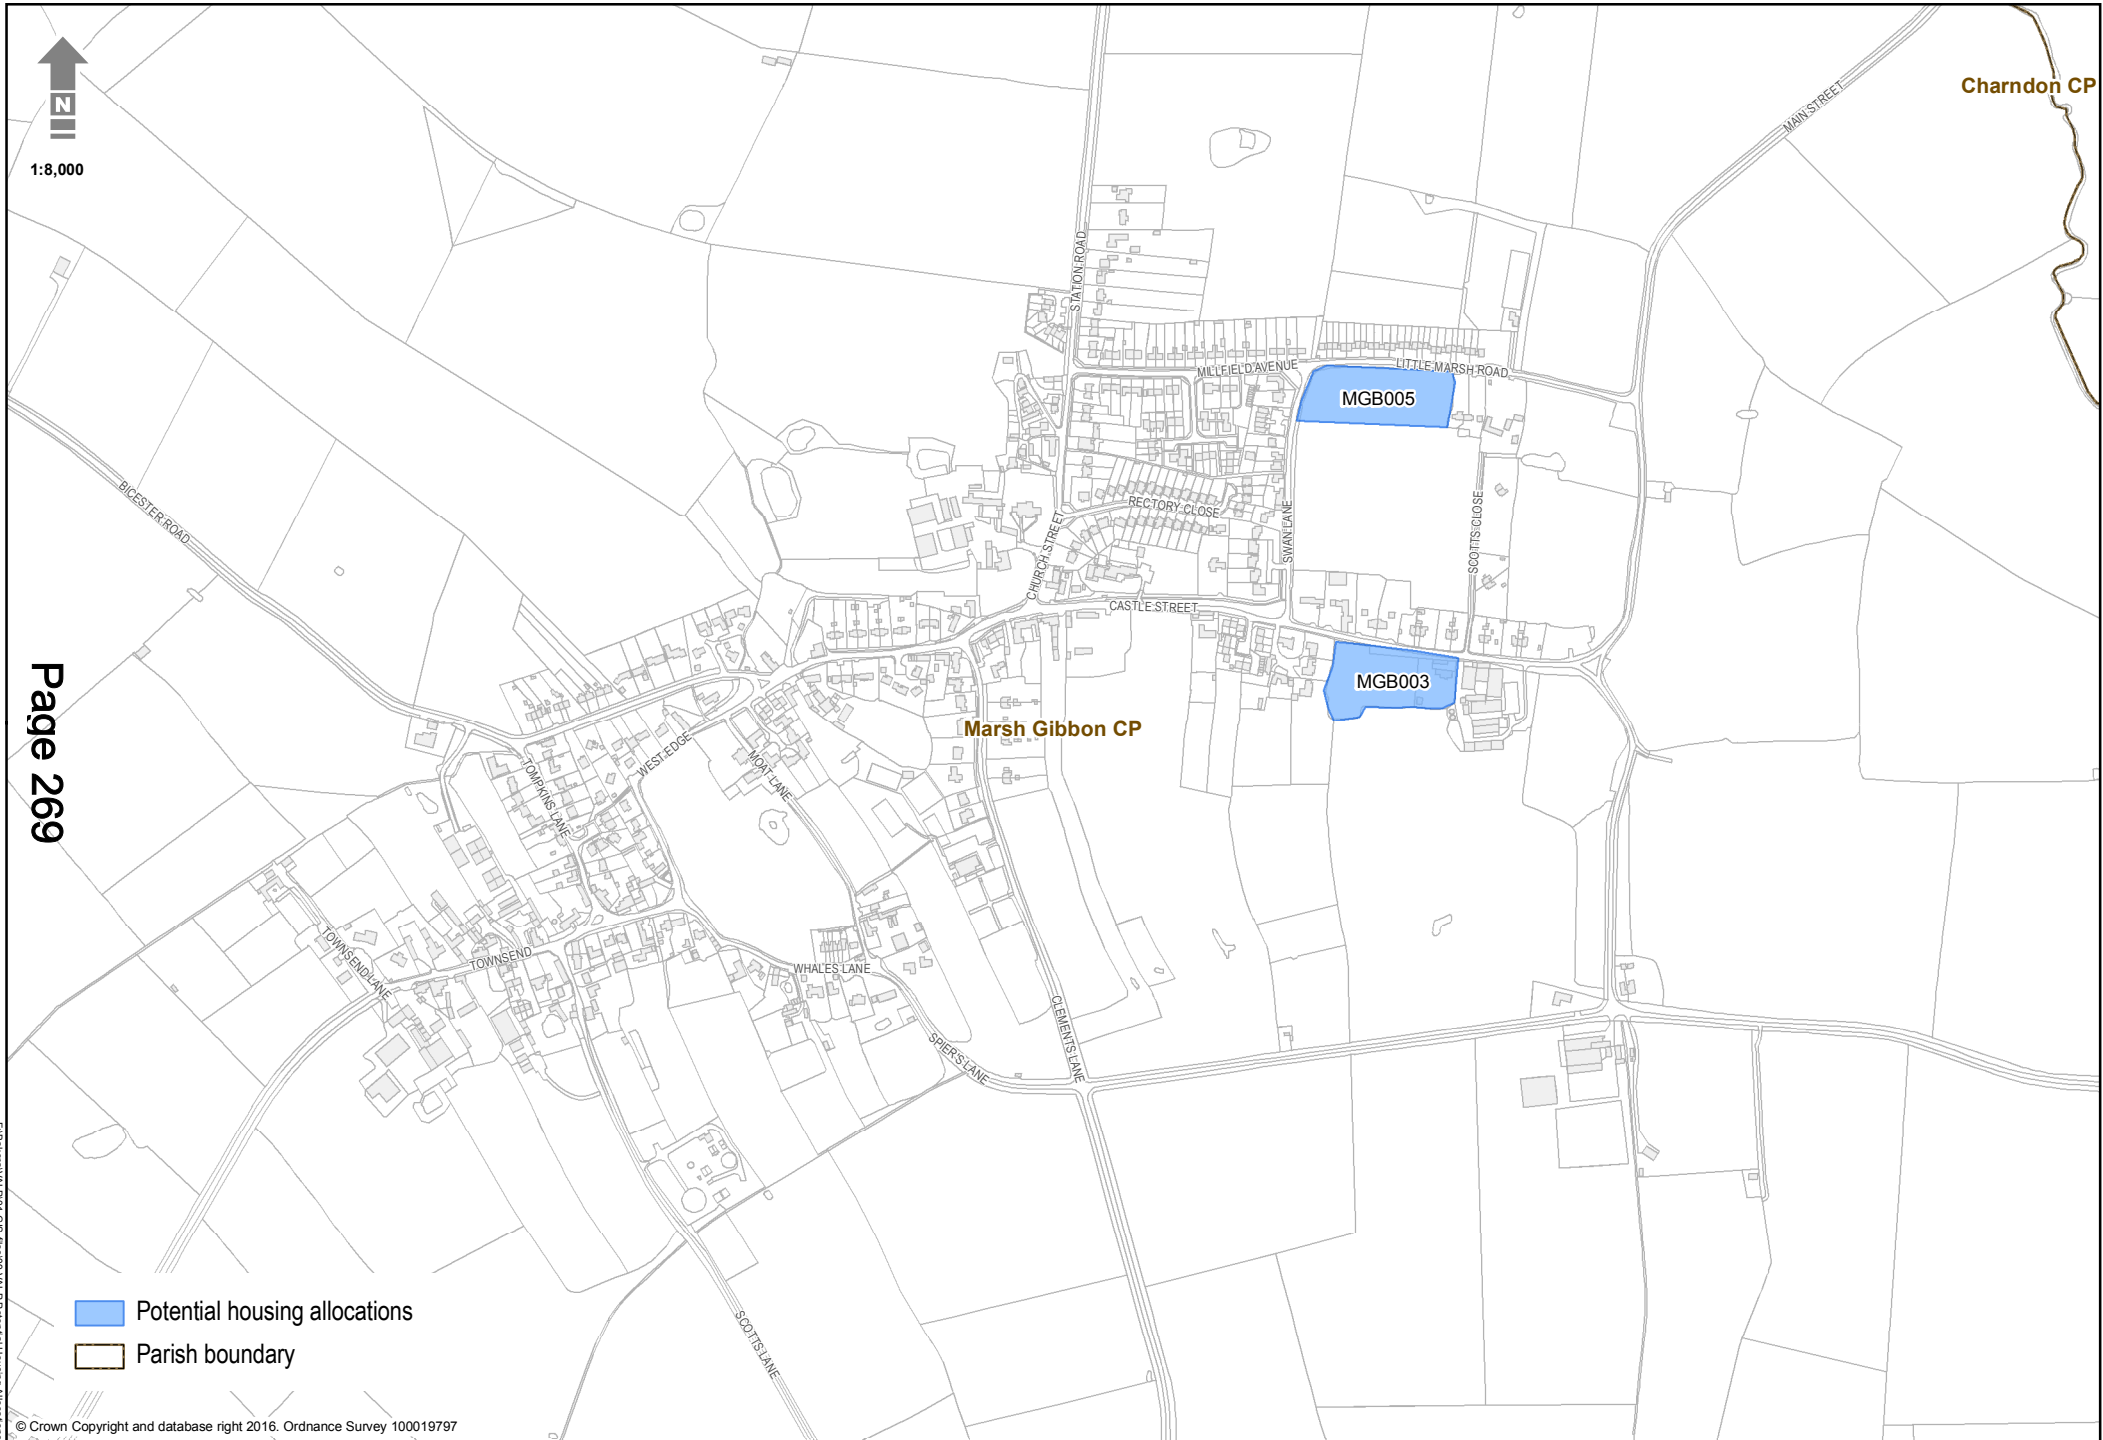 N
1:8,000
Charndon CP
MAIN STREET
STATION ROAD
MILLFIELD AVENUE
LITTLE MARSH ROAD
MGB005
BICESTER ROAD
RECTORY CLOSE
CHURCH STREET
SWAN LANE
SCOTTS CLOSE
CASTLE STREET
MGB003
Marsh Gibbon CP
WEST EDGE
MOAT LANE
TOMPKINS LANE
Page 269
TOWNSEND LANE
TOWNSEND
WHALES LANE
SPIER'S LANE
CLEMENTS LANE
SCOTTS LANE
Potential housing allocations
Parish boundary
© Crown Copyright and database right 2016. Ordnance Survey 100019797